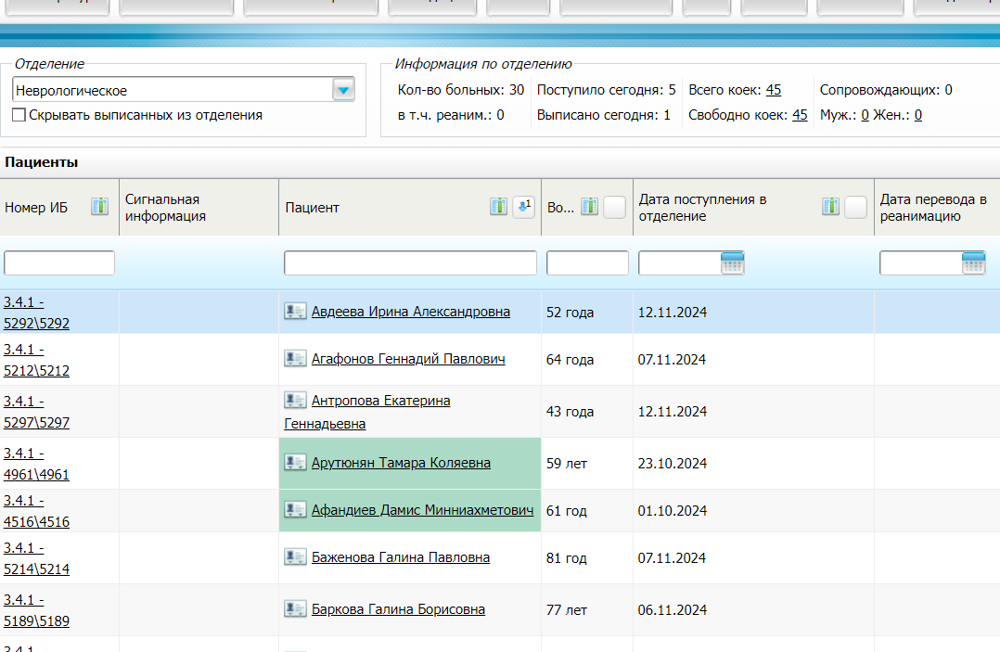 Отделение
Неврологическое
Скрывать выписанных из отделения
Информация по отделению
Кол-во больных: 30 Поступило сегодня: 5 Всего коек: 45 Сопровождающих: 0
в т.ч. реаним.: 0 Выписано сегодня: 1 Свободно коек: 45 Муж.: 0 Жен.: 0
Пациенты
Номер ИБ
Сигнальная
информация
Пациент
1
Во...
Дата поступления в
отделение
Дата перевода в
реанимацию
3.4.1 -
5292\5292
Авдеева Ирина Александровна
52 года
12.11.2024
3.4.1 -
5212\5212
Агафонов Геннадий Павлович
64 года
07.11.2024
3.4.1 -
5297\5297
Антропова Екатерина
Геннадьевна
43 года
12.11.2024
3.4.1 -
4961\4961
Арутюнян Тамара Коляевна
59 лет
23.10.2024
3.4.1 -
4516\4516
Афандиев Дамис Минниахметович
61 год
01.10.2024
3.4.1 -
5214\5214
Баженова Галина Павловна
81 год
07.11.2024
3.4.1 -
5189\5189
Баркова Галина Борисовна
77 лет
06.11.2024
3.4.1